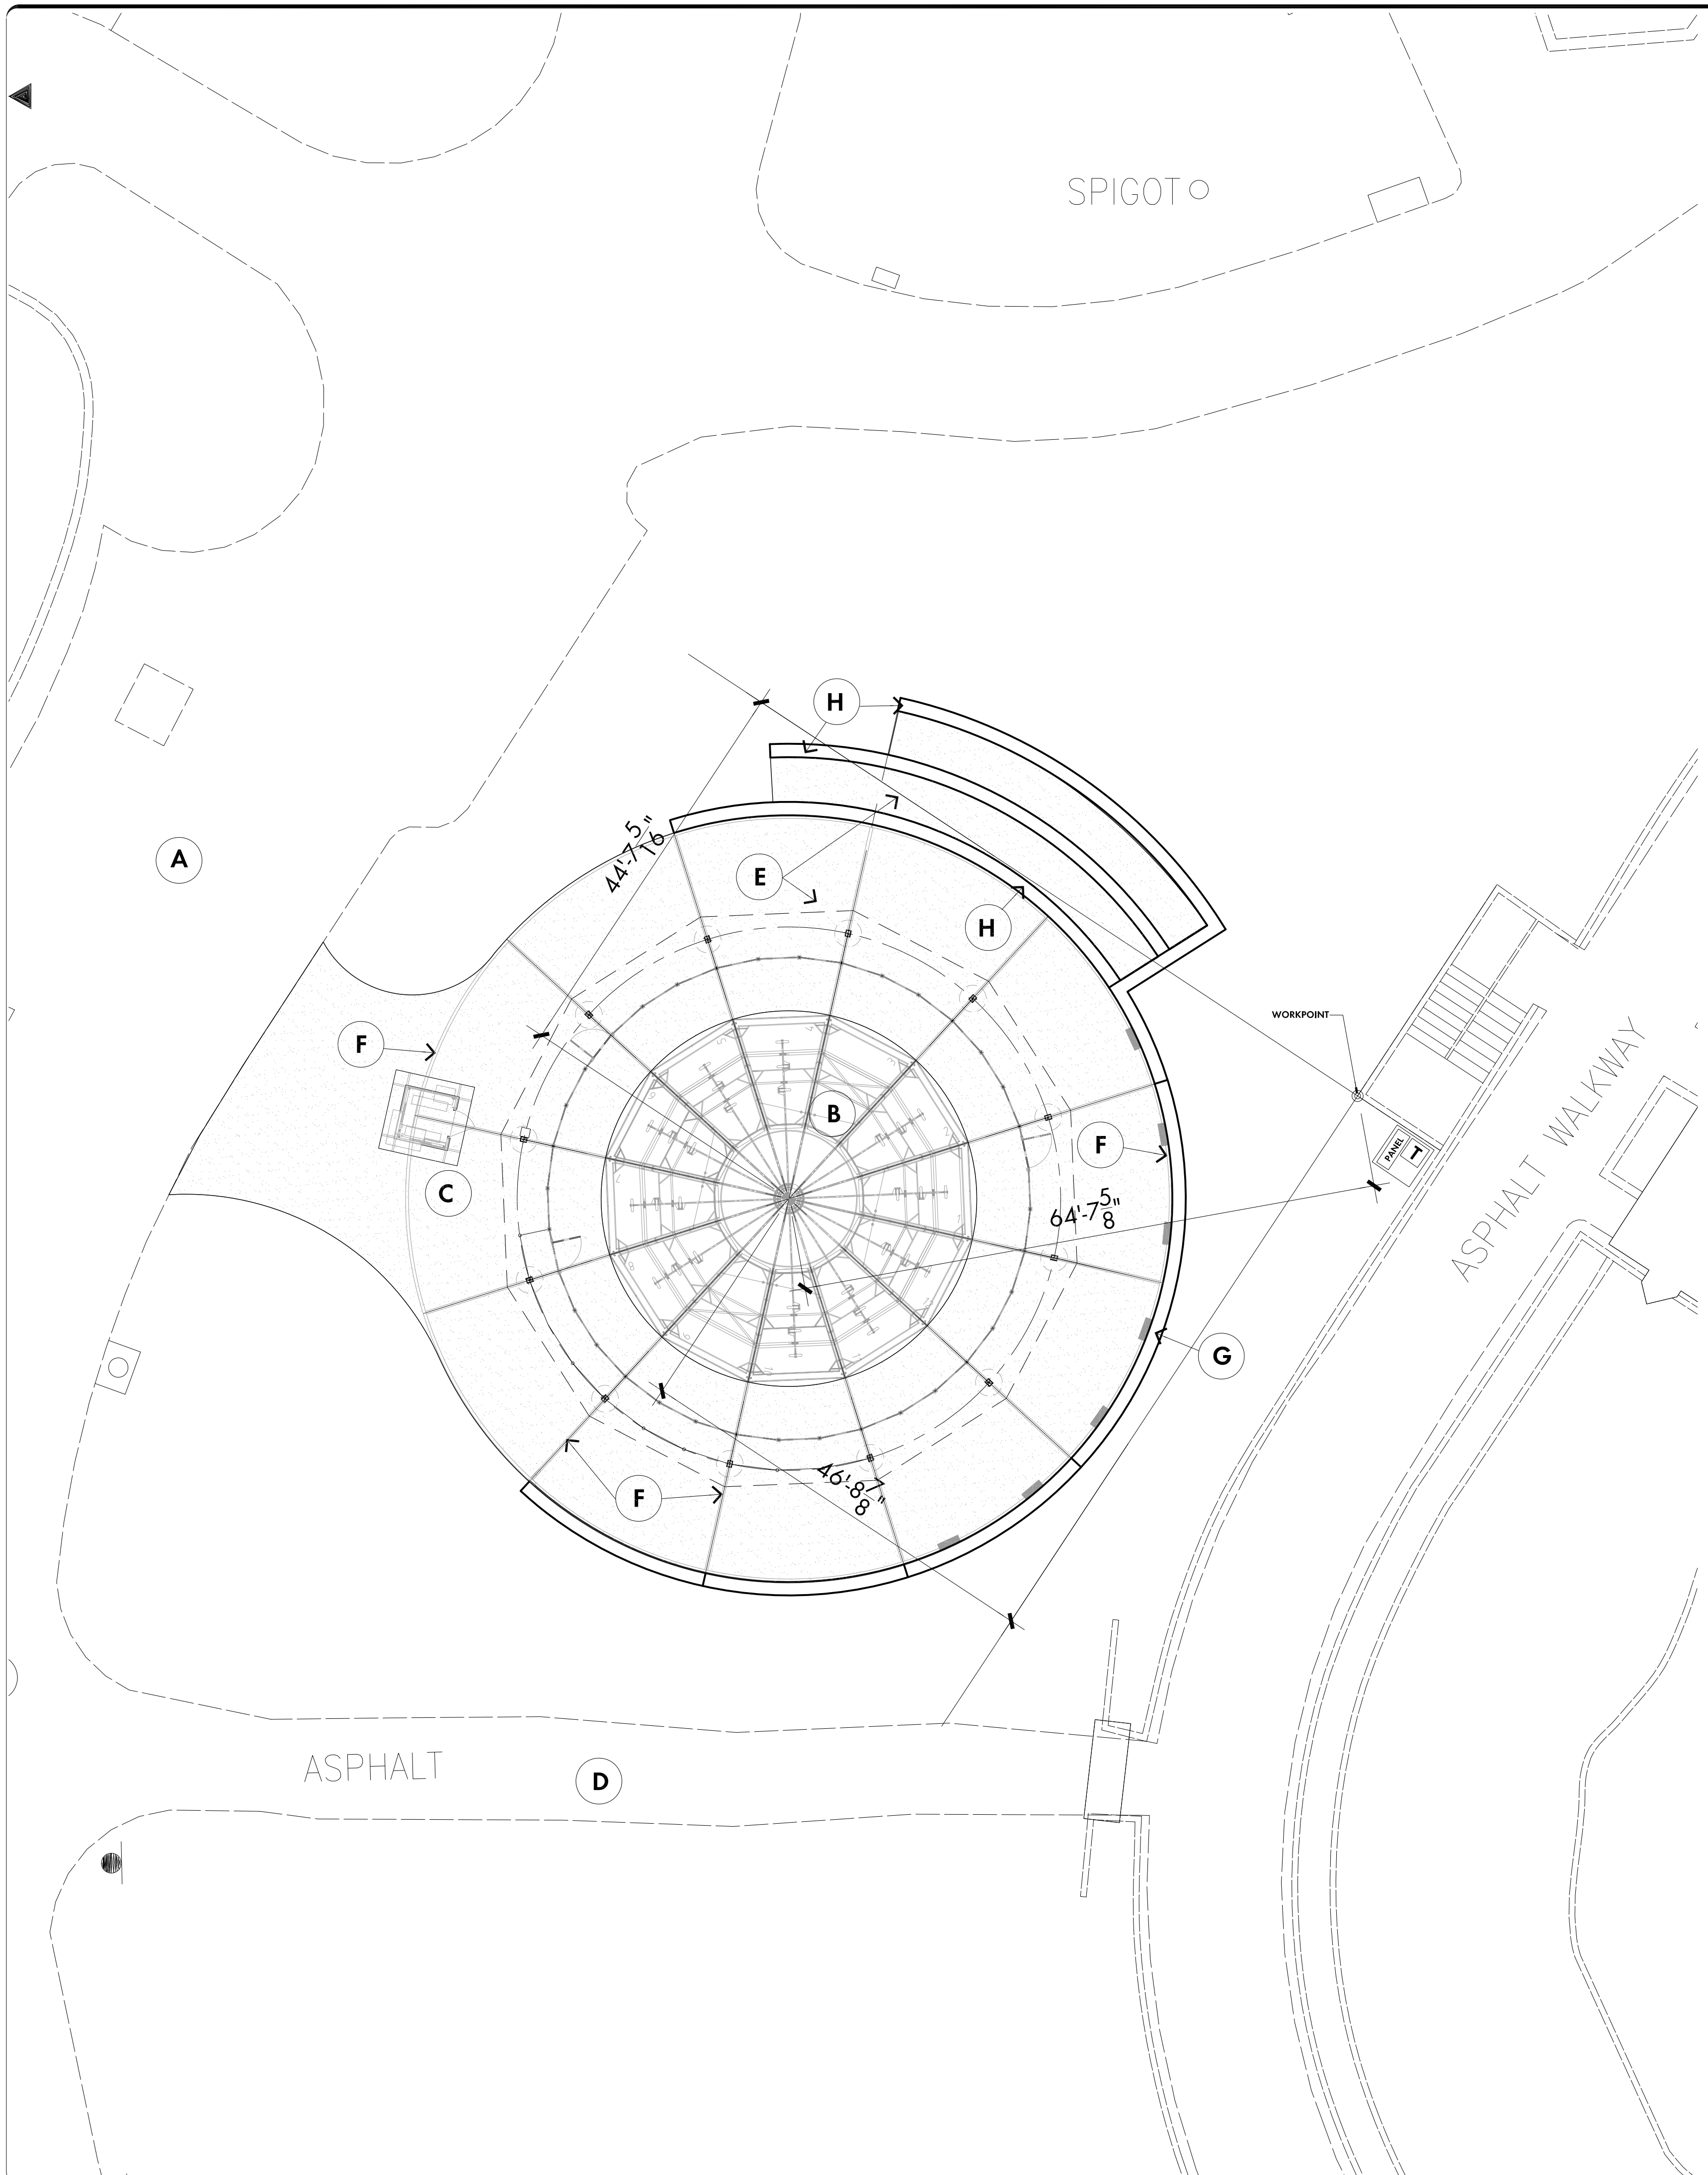 SPIGOT
H
44'-7 5/16"
A
E
H
WORKPOINT
F
B
F
PANEL
T
C
64'-7 5/8"
ASPHALT WALKWAY
G
F
46'-8 7/8"
ASPHALT
D